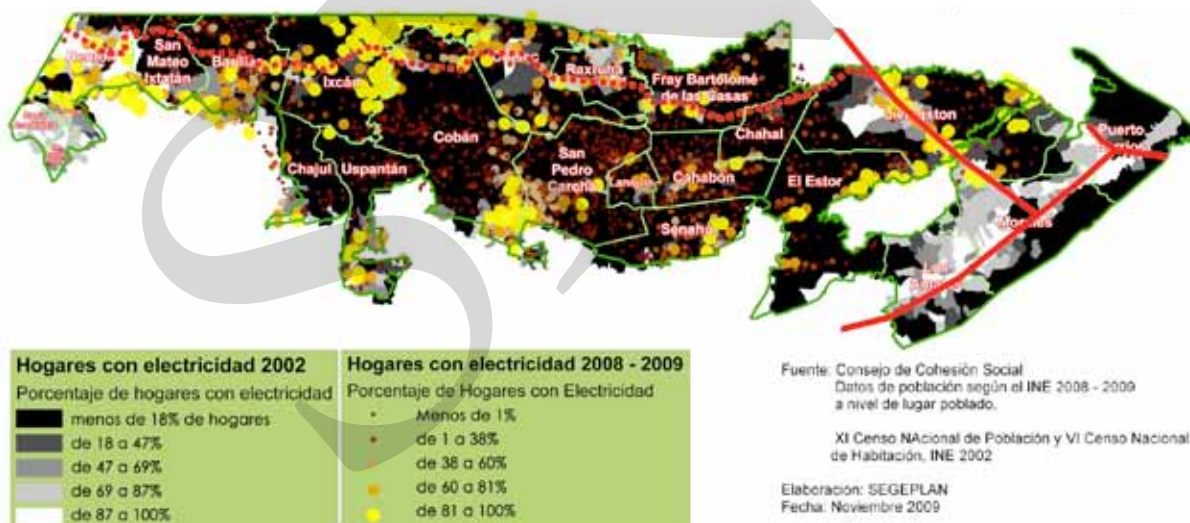 San
Mateo
Ixtatán
Barillas
Ixcán
Chisec
Raxruhá
Fray Bartolomé
de las Casas
Chajul
Uspantán
Cobán
San
Pedro
Carchá
Lanquín
Cahabón
Chahal
Senahú
El Estor
Livingston
Puerto
Barrios
Morales
Hogares con electricidad 2002
Porcentaje de hogares con electricidad
menos de 18% de hogares
de 18 a 47%
de 47 a 69%
de 69 a 87%
de 87 a 100%
Hogares con electricidad 2008 - 2009
Porcentaje de Hogares con Electricidad
Menos de 1%
de 1 a 38%
de 38 a 60%
de 60 a 81%
de 81 a 100%
Fuente: Consejo de Cohesión Social
Datos de población según el INE 2008 - 2009
a nivel de lugar poblado.
XI Censo NAcional de Población y VI Censo Nacional
de Habitación, INE 2002
Elaboracion: SEGEPLAN
Fecha: Noviembre 2009